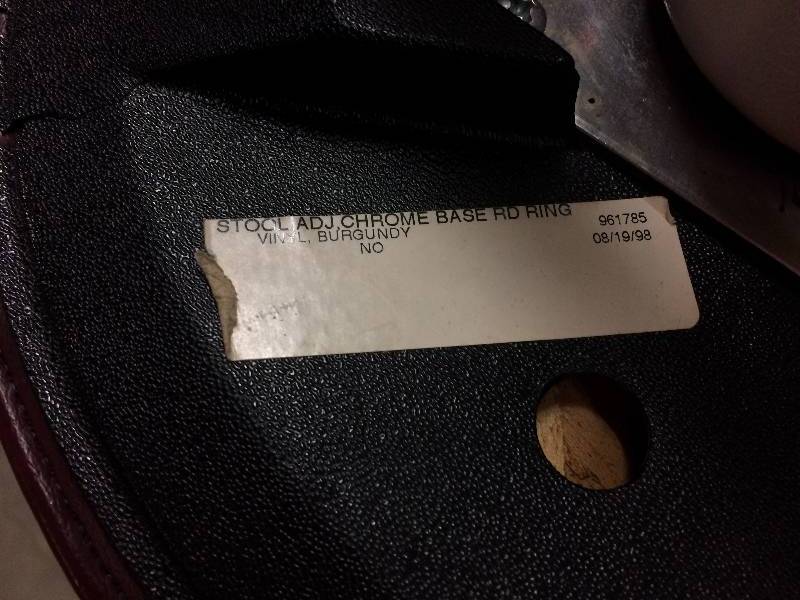 STOOL ADJ,CHROME BASE RD RING 961785
VINYL, BURGUNDY 08/19/98
NO